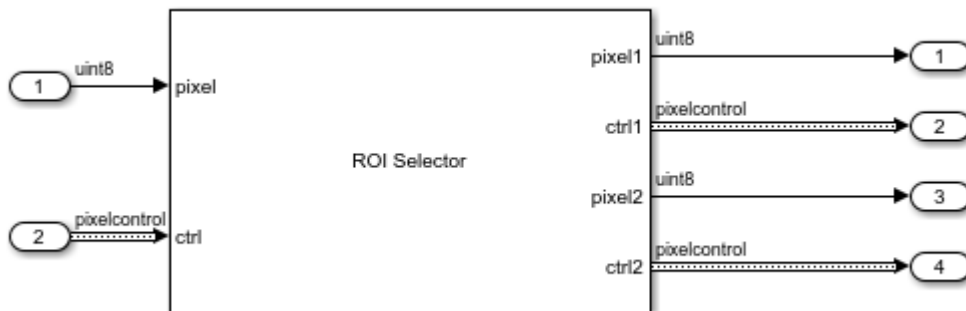 uint8
1
pixel
pixelcontrol
2
ctrl
ROI Selector
pixel1
uint8
1
ctrl1
pixelcontrol
2
pixel2
uint8
3
ctrl2
pixelcontrol
4